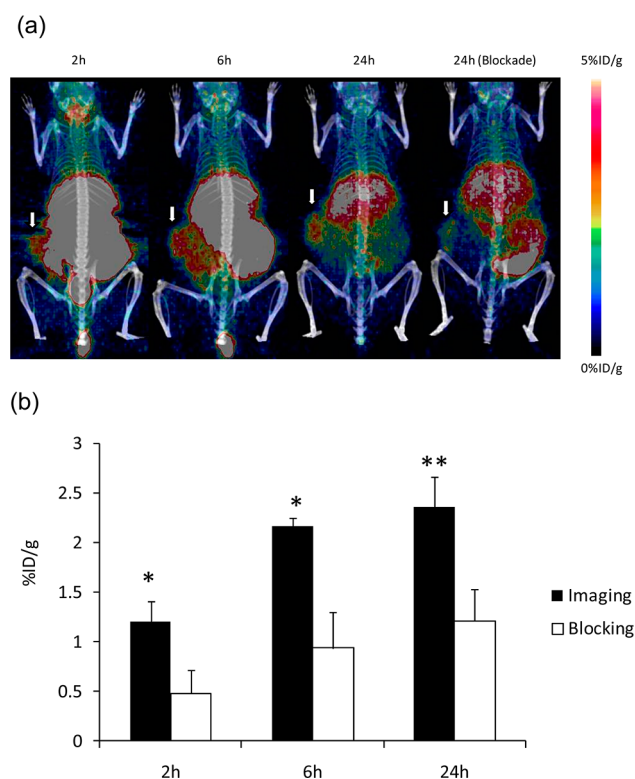 (a)
2h 6h 24h 24h (Blockade) 5%ID/g
0%ID/g
(b)
3
2.5
2
1.5
1
0.5
0
%ID/g
* * **
Imaging
Blocking
2h 6h 24h